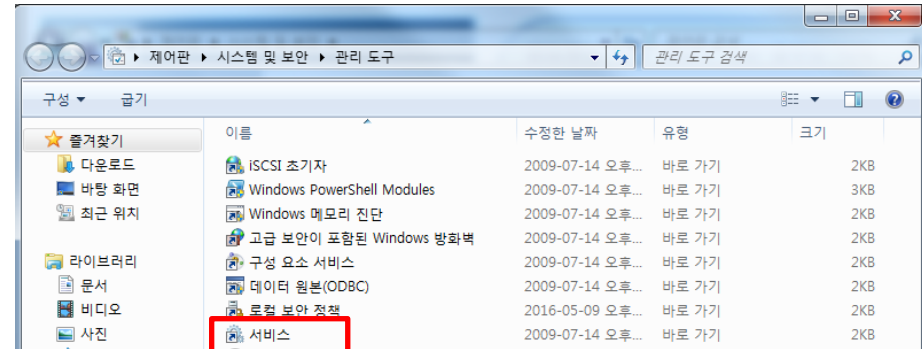 제어판 ▶ 시스템 및 보안 ▶ 관리 도구 관리 도구 검색
구성 굽기
즐겨찾기
다운로드
바탕 화면
최근 위치
라이브러리
문서
비디오
사진
이름 수정한 날짜 유형 크기
iSCSI 초기자 2009-07-14 오후... 바로 가기 2KB
Windows PowerShell Modules 2009-07-14 오후... 바로 가기 3KB
Windows 메모리 진단 2009-07-14 오후... 바로 가기 2KB
고급 보안이 포함된 Windows 방화벽 2009-07-14 오후... 바로 가기 2KB
구성 요소 서비스 2009-07-14 오후... 바로 가기 2KB
데이터 원본(ODBC) 2009-07-14 오후... 바로 가기 2KB
로컬 보안 정책 2016-05-09 오후... 바로 가기 2KB
서비스 2009-07-14 오후... 바로 가기 2KB